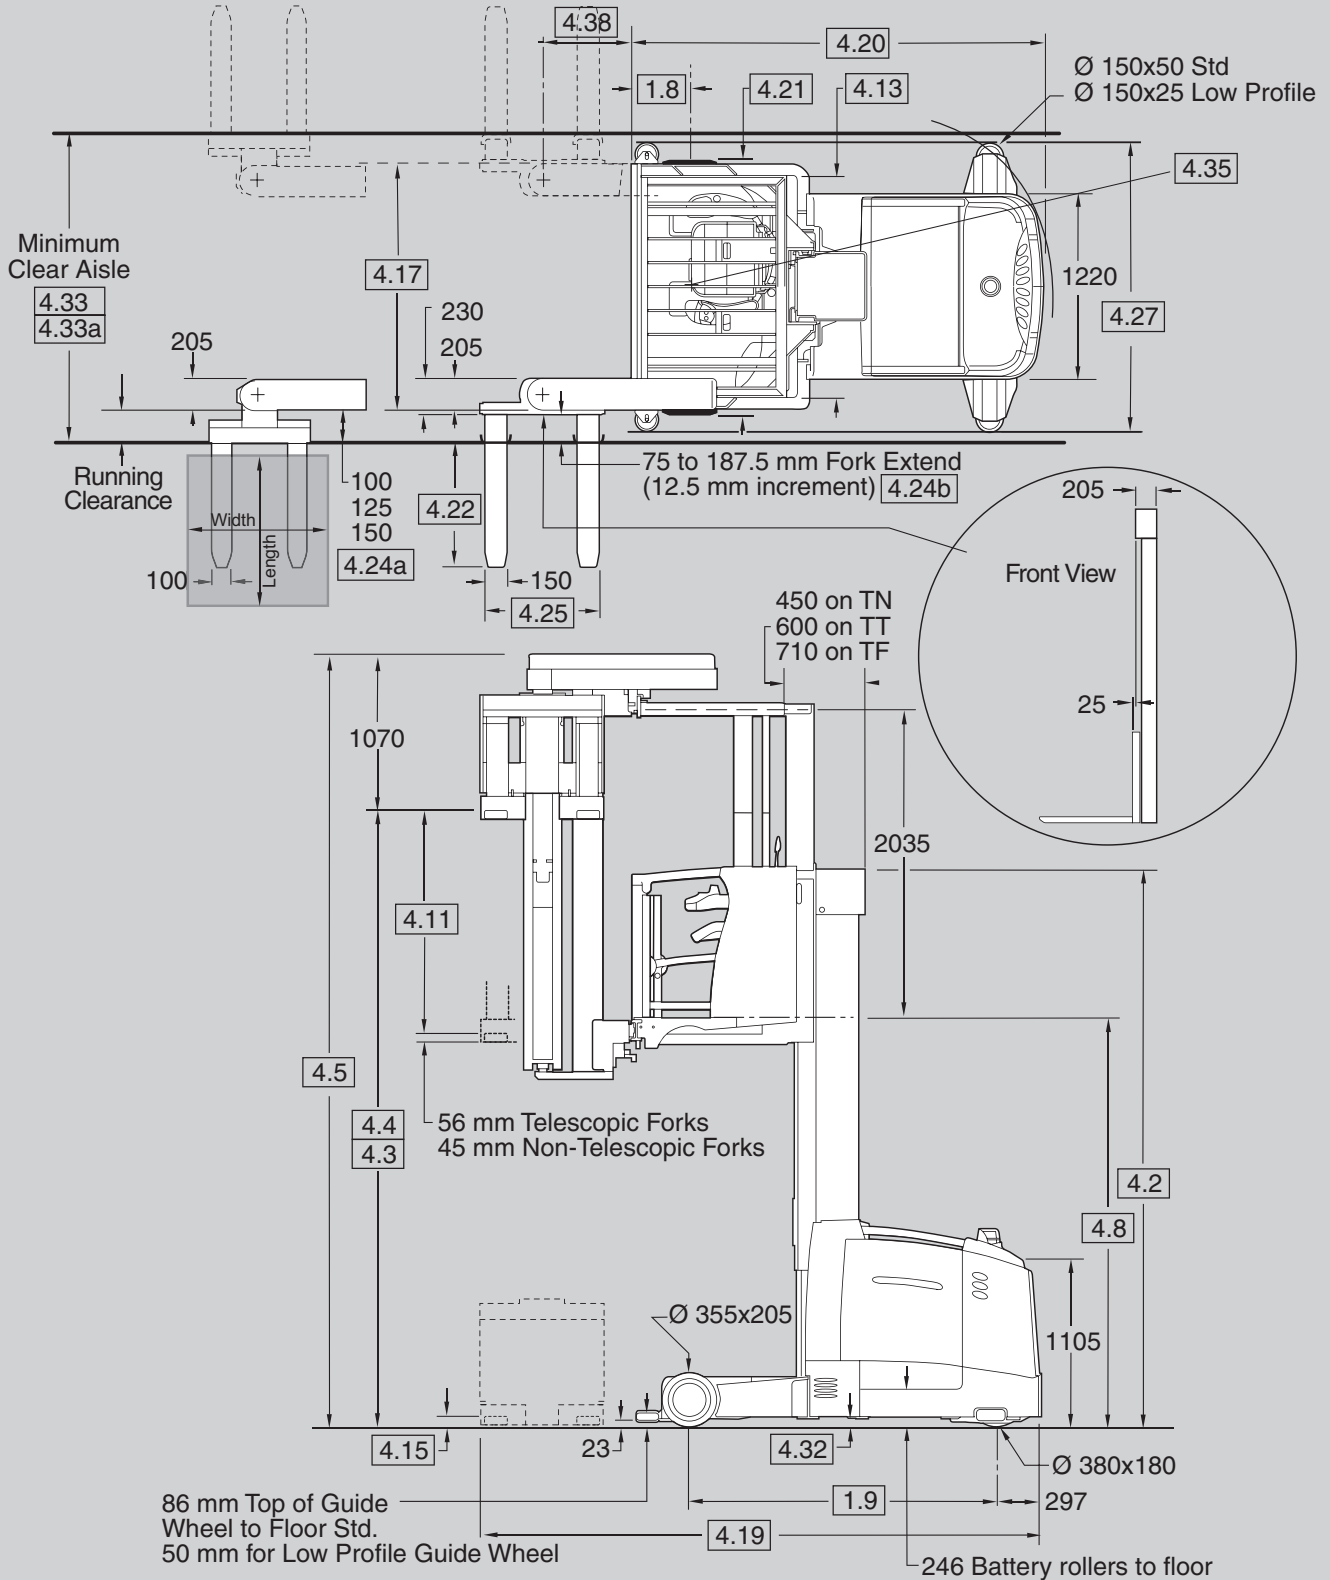 4.38
4.20
Ø 150x50 Std
Ø 150x25 Low Profile
1.8
4.21
4.13
4.35
Minimum
Clear Aisle
4.33
4.33a
4.17
1220
4.27
205
230
205
Running
Clearance
75 to 187.5 mm Fork Extend
(12.5 mm increment) 4.24b
100
125
150
4.24a
4.22
Width
Length
100
150
4.25
205
Front View
25
450 on TN
600 on TT
710 on TF
1070
2035
4.11
4.5
4.4
4.3
56 mm Telescopic Forks
45 mm Non-Telescopic Forks
4.2
4.8
Ø 355x205
1105
4.15
23
4.32
Ø 380x180
86 mm Top of Guide
Wheel to Floor Std.
50 mm for Low Profile Guide Wheel
1.9
297
4.19
246 Battery rollers to floor